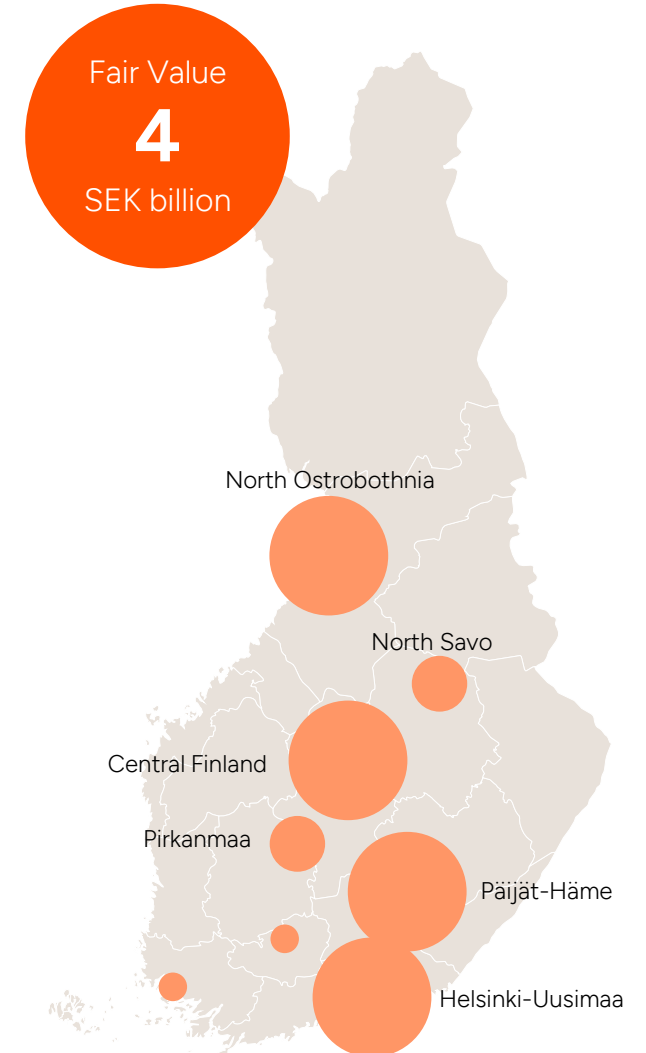 Fair Value
4
SEK billion
North Ostrobothnia
North Savo
Central Finland
Pirkanmaa
Päijät-Häme
Helsinki-Uusimaa